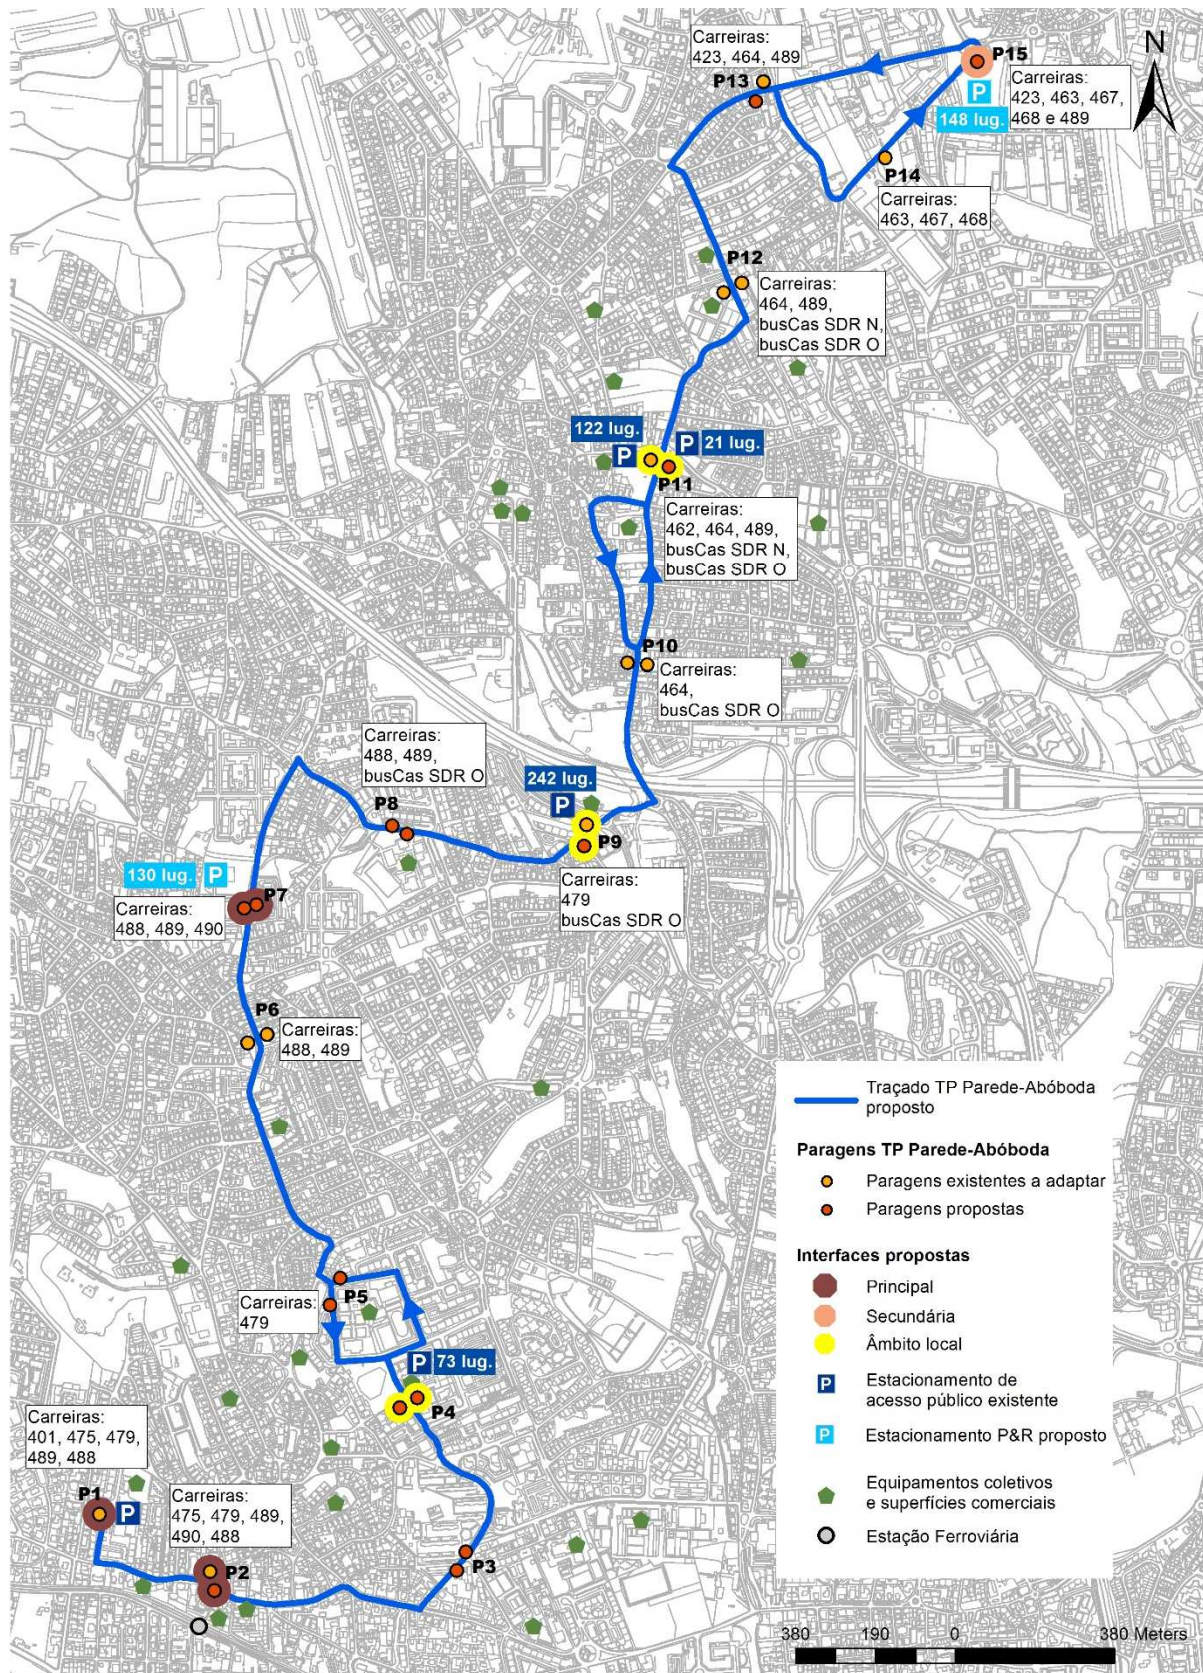 Carreiras:
423, 464, 489
N
P13
P15
P
148 lug.
Carreiras:
423, 463, 467,
468 e 489
P14
Carreiras:
463, 467, 468
P12
Carreiras:
464, 489,
busCas SDR N,
busCas SDR O
122 lug.
P
P
21 lug.
P11
Carreiras:
462, 464, 489,
busCas SDR N,
busCas SDR O
P10
Carreiras:
464,
busCas SDR O
Carreiras:
488, 489,
busCas SDR O
242 lug.
P
P8
P9
Carreiras:
479
busCas SDR O
130 lug.
P
P7
Carreiras:
488, 489, 490
P6
Carreiras:
488, 489
P5
Carreiras:
479
P
73 lug.
P4
Carreiras:
401, 475, 479,
489, 488
P1
P
Carreiras:
475, 479, 489,
490, 488
P2
P3
Traçado TP Parede-Abóboda
proposto
Paragens TP Parede-Abóboda
Paragens existentes a adaptar
Paragens propostas
Interfaces propostas
Principal
Secundária
Âmbito local
P
Estacionamento de
acesso público existente
P
Estacionamento P&R proposto
Equipamentos coletivos
e superfícies comerciais
Estação Ferroviária
380 190 0 380 Meters